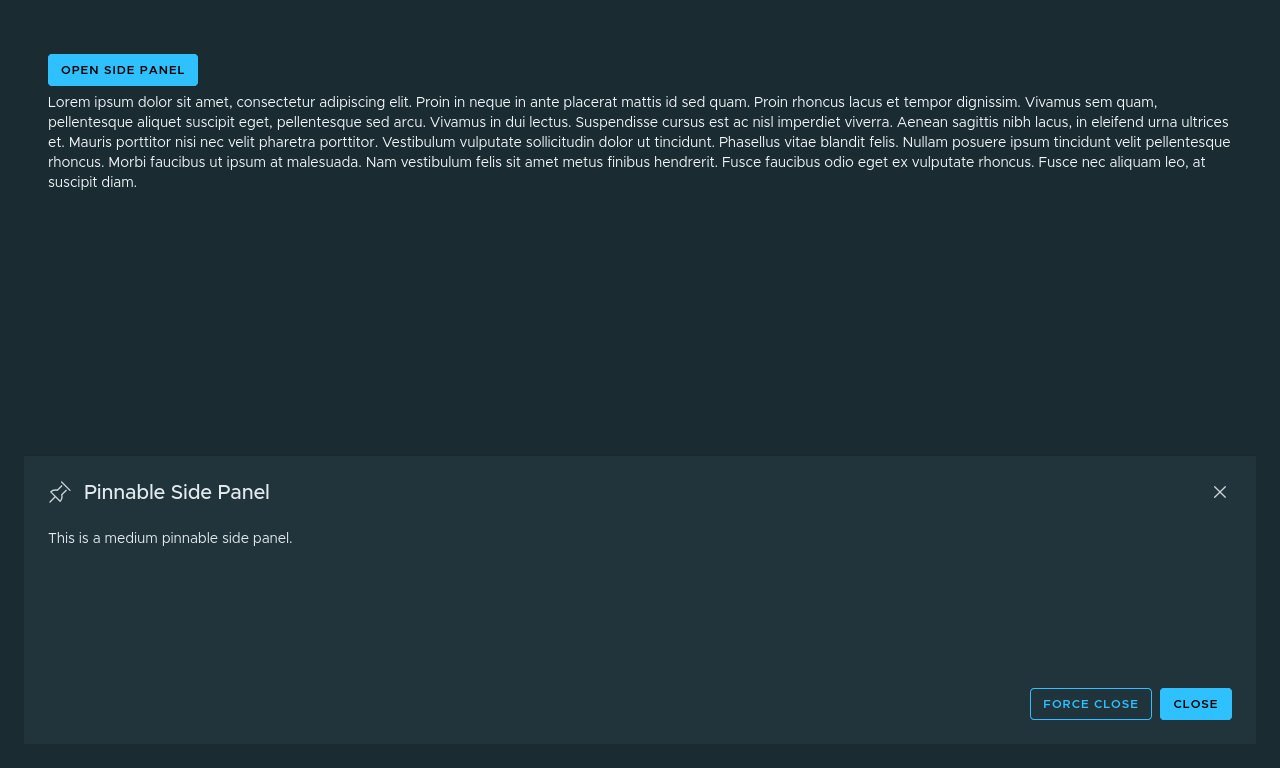 OPEN SIDE PANEL
Lorem ipsum dolor sit amet, consectetur adipiscing elit. Proin in neque in ante placerat mattis id sed quam. Proin rhoncus lacus et tempor dignissim. Vivamus sem quam,
pellentesque aliquet suscipit eget, pellentesque sed arcu. Vivamus in dui lectus. Suspendisse cursus est ac nisl imperdiet viverra. Aenean sagittis nibh lacus, in eleifend urna ultrices
et. Mauris porttitor nisi nec velit pharetra porttitor. Vestibulum vulputate sollicitudin dolor ut tincidunt. Phasellus vitae blandit felis. Nullam posuere ipsum tincidunt velit pellentesque
rhoncus. Morbi faucibus ut ipsum at malesuada. Nam vestibulum felis sit amet metus finibus hendrerit. Fusce faucibus odio eget ex vulputate rhoncus. Fusce nec aliquam leo, at
suscipit diam.
Pinnable Side Panel
This is a medium pinnable side panel.
FORCE CLOSE
CLOSE